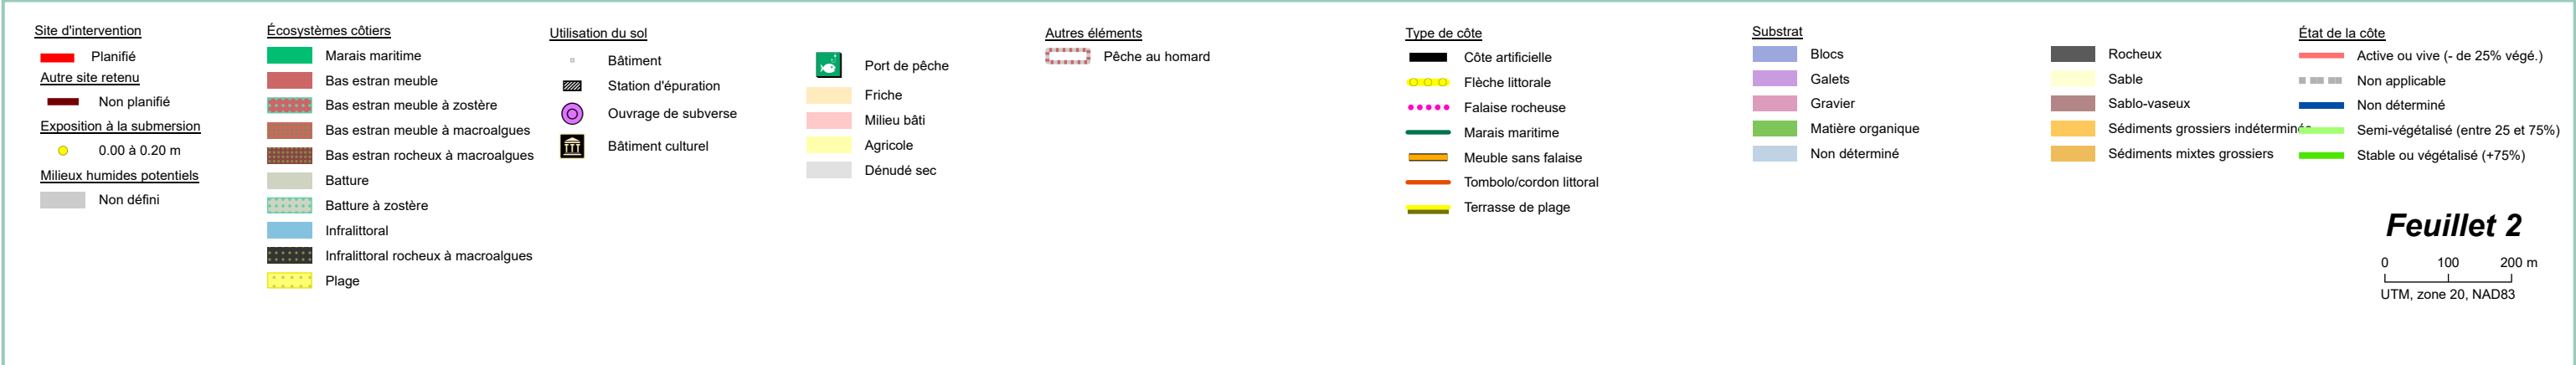 Site d'intervention
Planifié
Autre site retenu
Non planifié
Exposition à la submersion
0.00 à 0.20 m
Milieux humides potentiels
Non défini
Écosystèmes côtiers
Marais maritime
Bas estran meuble
Bas estran meuble à zostère
Bas estran meuble à macroalgues
Bas estran rocheux à macroalgues
Batture
Batture à zostère
Infralittoral
Infralittoral rocheux à macroalgues
Plage
Utilisation du sol
Bâtiment
Station d'épuration
Ouvrage de subverse
Bâtiment culturel
Port de pêche
Friche
Milieu bâti
Agricole
Dénudé sec
Autres éléments
Pêche au homard
Type de côte
Côte artificielle
Flèche littorale
Falaise rocheuse
Marais maritime
Meuble sans falaise
Tombolo/cordon littoral
Terrasse de plage
Substrat
Blocs
Galets
Gravier
Matière organique
Non déterminé
Rocheux
Sable
Sablo-vaseux
Sédiments grossiers indéterminés
Sédiments mixtes grossiers
État de la côte
Active ou vive (- de 25% végé.)
Non applicable
Non déterminé
Semi-végétalisé (entre 25 et 75%)
Stable ou végétalisé (+75%)
Feuillet 2
0 100 200 m
UTM, zone 20, NAD83